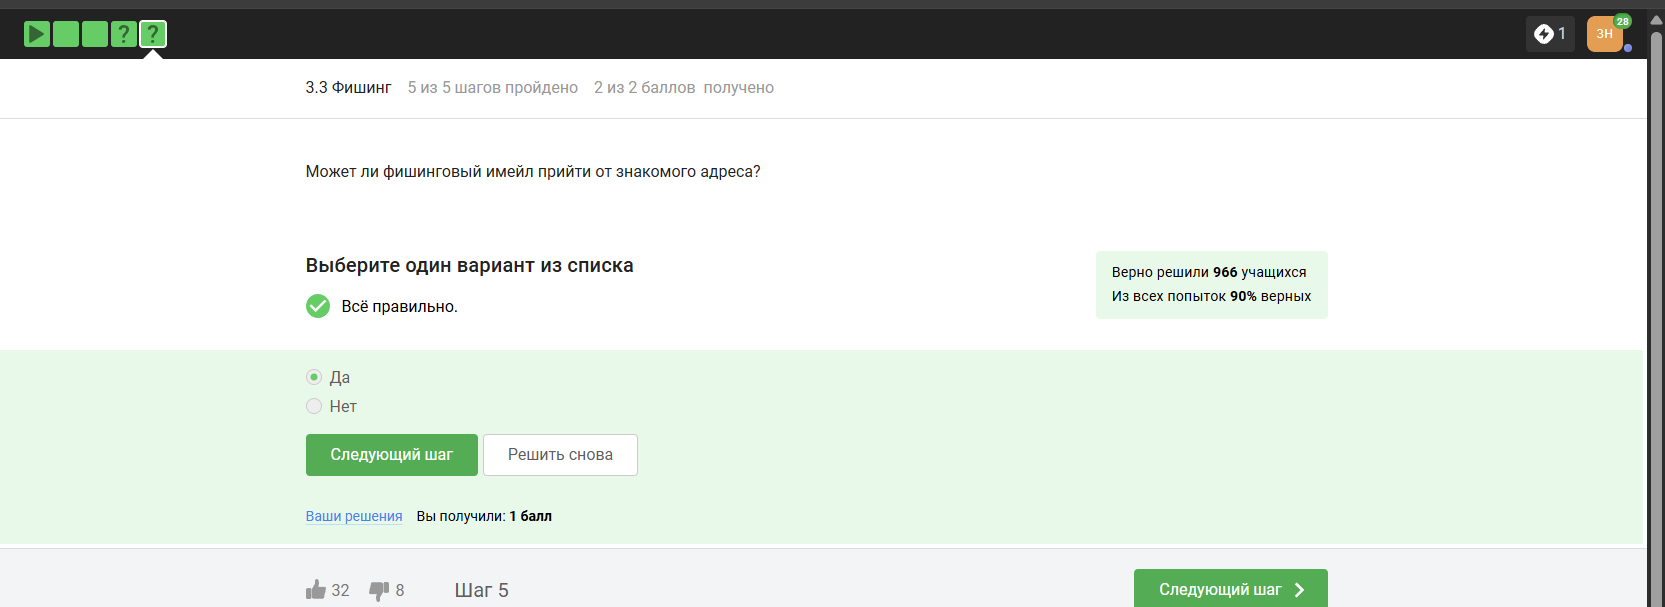 ? ?
1
ЗН
28
3.3 Фишинг 5 из 5 шагов пройдено 2 из 2 баллов получено
Может ли фишинговый имейл прийти от знакомого адреса?
Выберите один вариант из списка
Всё правильно.
Верно решили 966 учащихся
Из всех попыток 90% верных
Да
Нет
Следующий шаг Решить снова
Ваши решения Вы получили: 1 балл
32 8 Шаг 5 Следующий шаг